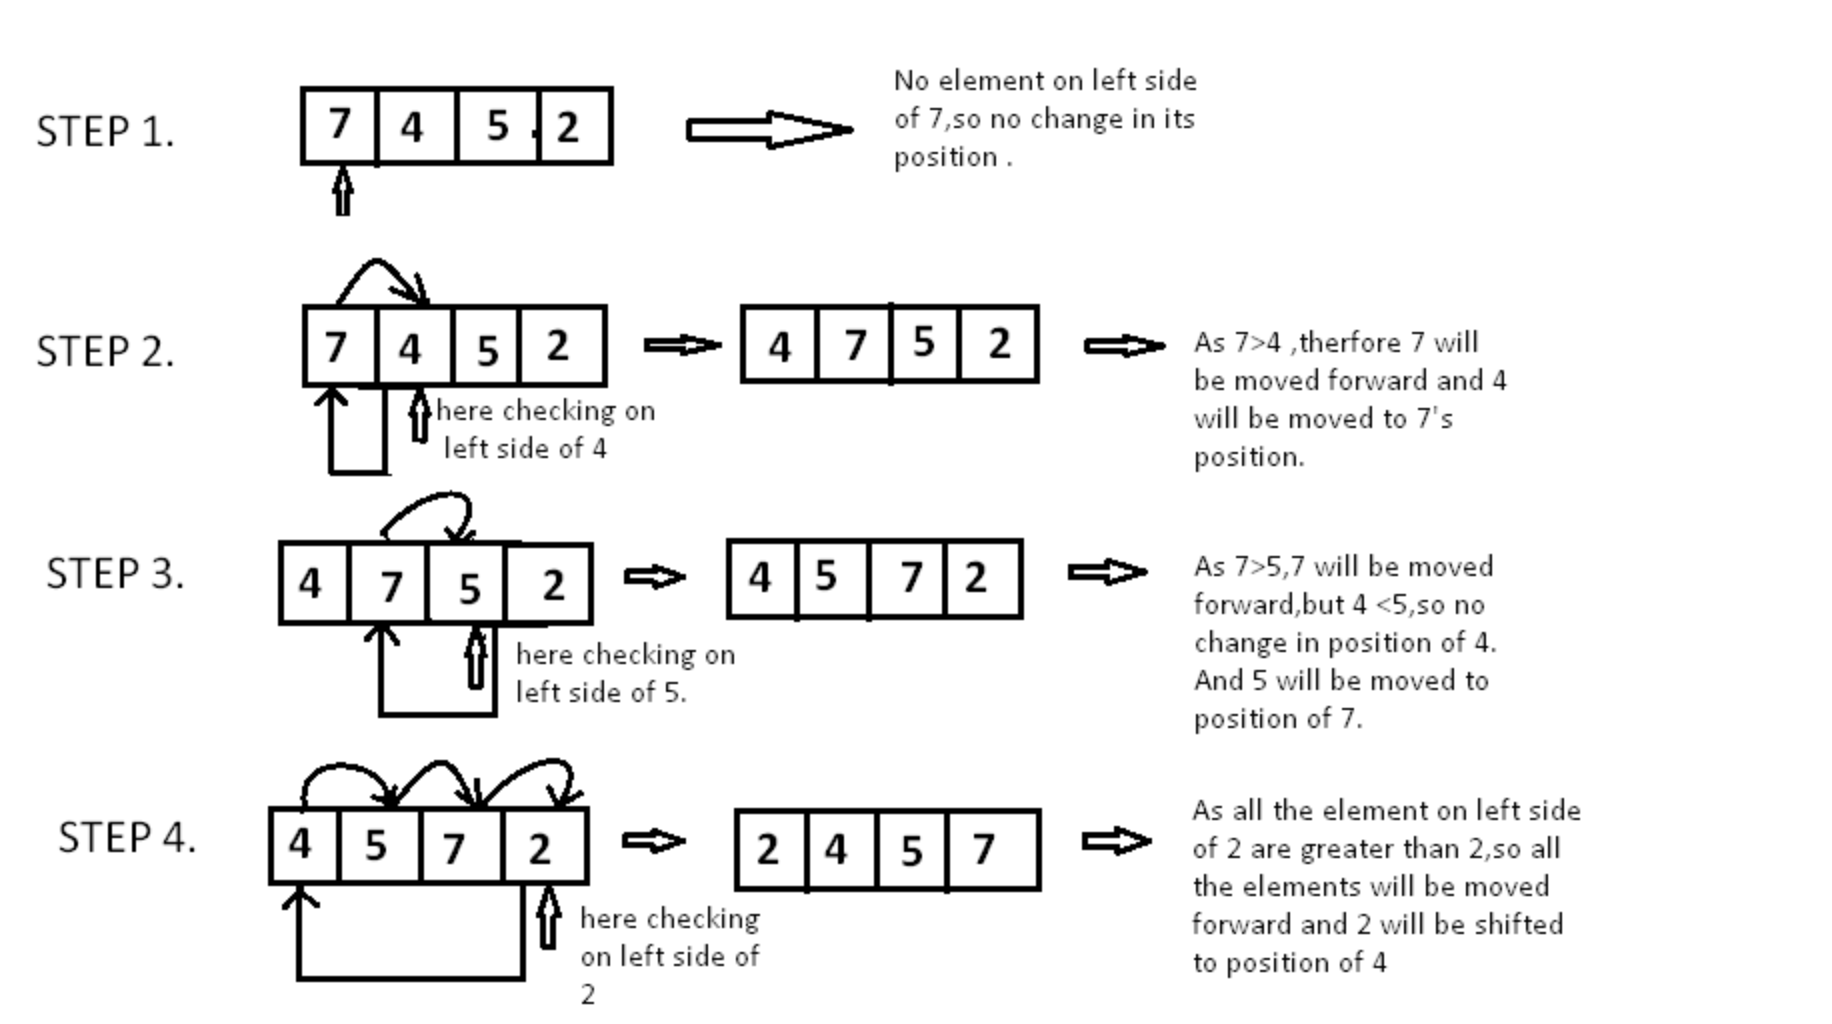 STEP 1.
7 4 5 2
No element on left side
of 7,so no change in its
position .
STEP 2.
7 4 5 2
4 7 5 2
here checking on
left side of 4
As 7>4 ,therfore 7 will
be moved forward and 4
will be moved to 7's
position.
STEP 3.
4 7 5 2
4 5 7 2
here checking on
left side of 5.
As 7>5,7 will be moved
forward,but 4 <5,so no
change in position of 4.
And 5 will be moved to
position of 7.
STEP 4.
4 5 7 2
2 4 5 7
here checking
on left side of
2
As all the element on left side
of 2 are greater than 2,so all
the elements will be moved
forward and 2 will be shifted
to position of 4